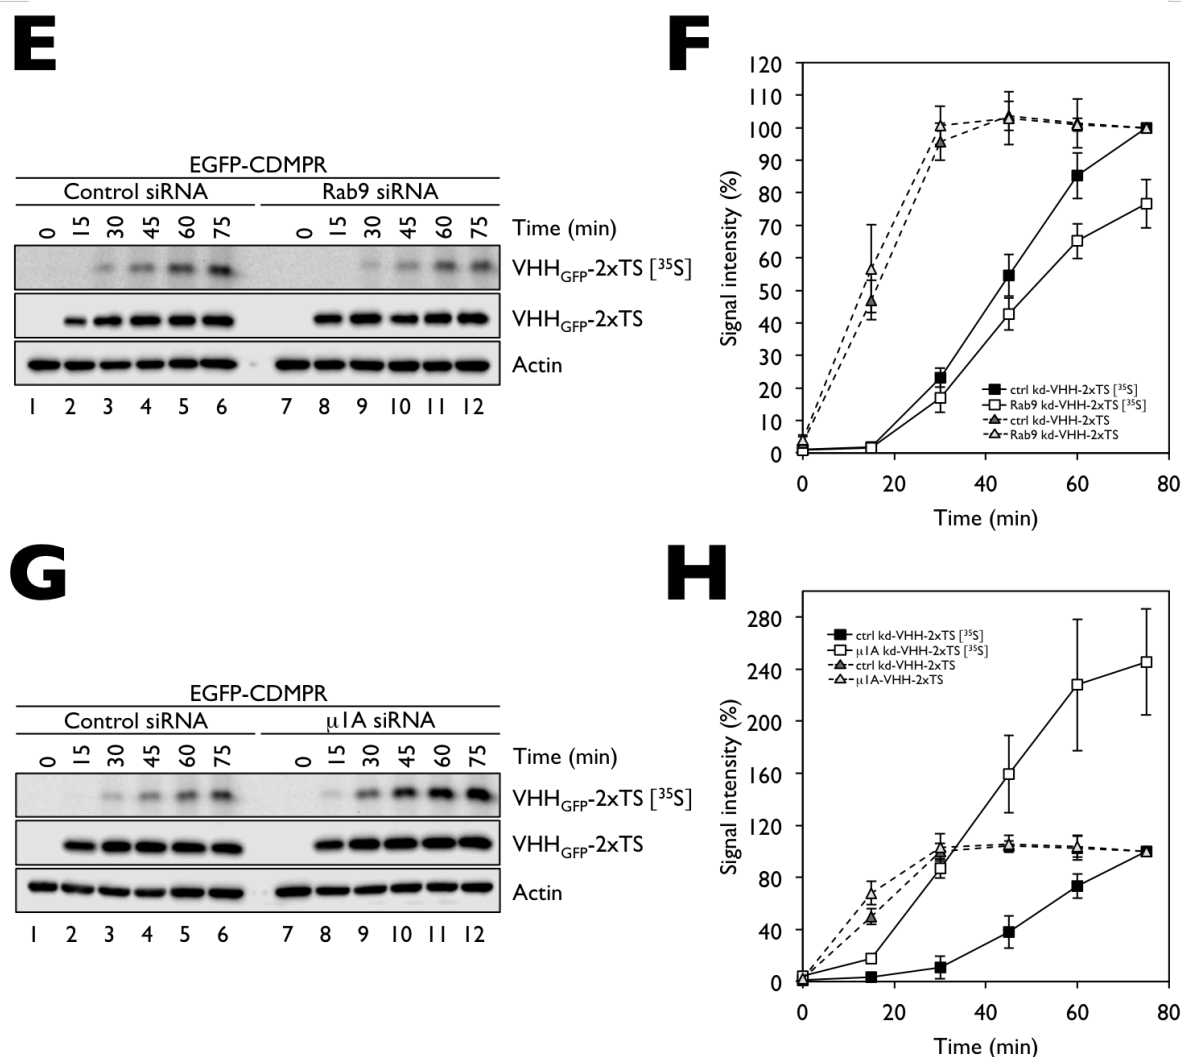 E
EGFP-CDMPR
Control siRNA Rab9 siRNA
0 15 30 45 60 75 0 15 30 45 60 75 Time (min)
VHHGFP-2xTS [35S]
VHHGFP-2xTS
Actin
1 2 3 4 5 6 7 8 9 10 11 12
F
Signal intensity (%)
120
110
100
90
80
70
60
50
40
30
20
10
0
ctrl kd-VHH-2xTS [35S]
Rab9 kd-VHH-2xTS [35S]
ctrl kd-VHH-2xTS
Rab9 kd-VHH-2xTS
0 20 40 60 80
Time (min)
G
EGFP-CDMPR
Control siRNA μ1A siRNA
0 15 30 45 60 75 0 15 30 45 60 75 Time (min)
VHHGFP-2xTS [35S]
VHHGFP-2xTS
Actin
1 2 3 4 5 6 7 8 9 10 11 12
H
Signal intensity (%)
280
240
200
160
120
80
40
0
ctrl kd-VHH-2xTS [35S]
μ1A kd-VHH-2xTS [35S]
ctrl kd-VHH-2xTS
μ1A-VHH-2xTS
0 20 40 60 80
Time (min)